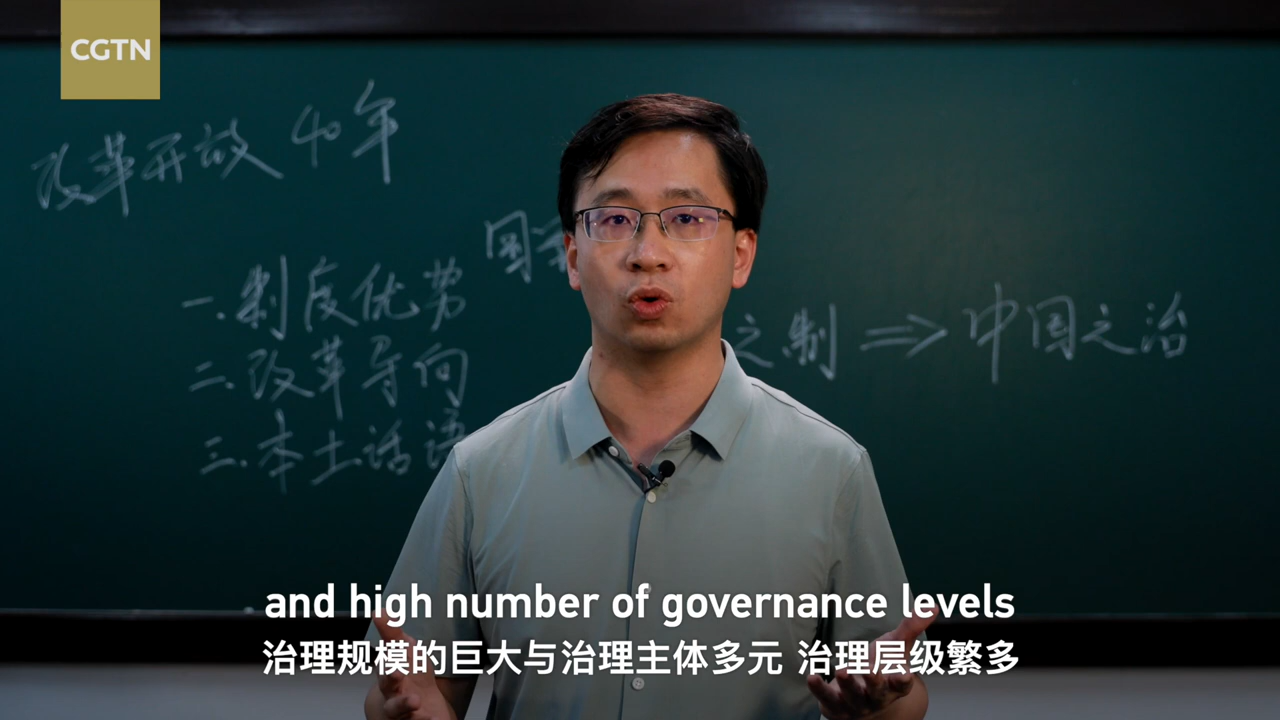 CGTN
改革开放40年
国
一.制度优势
之制 => 中国之治
二.改革导向
三.本土话语
and high number of governance levels
治理规模的巨大与治理主体多元 治理层级繁多